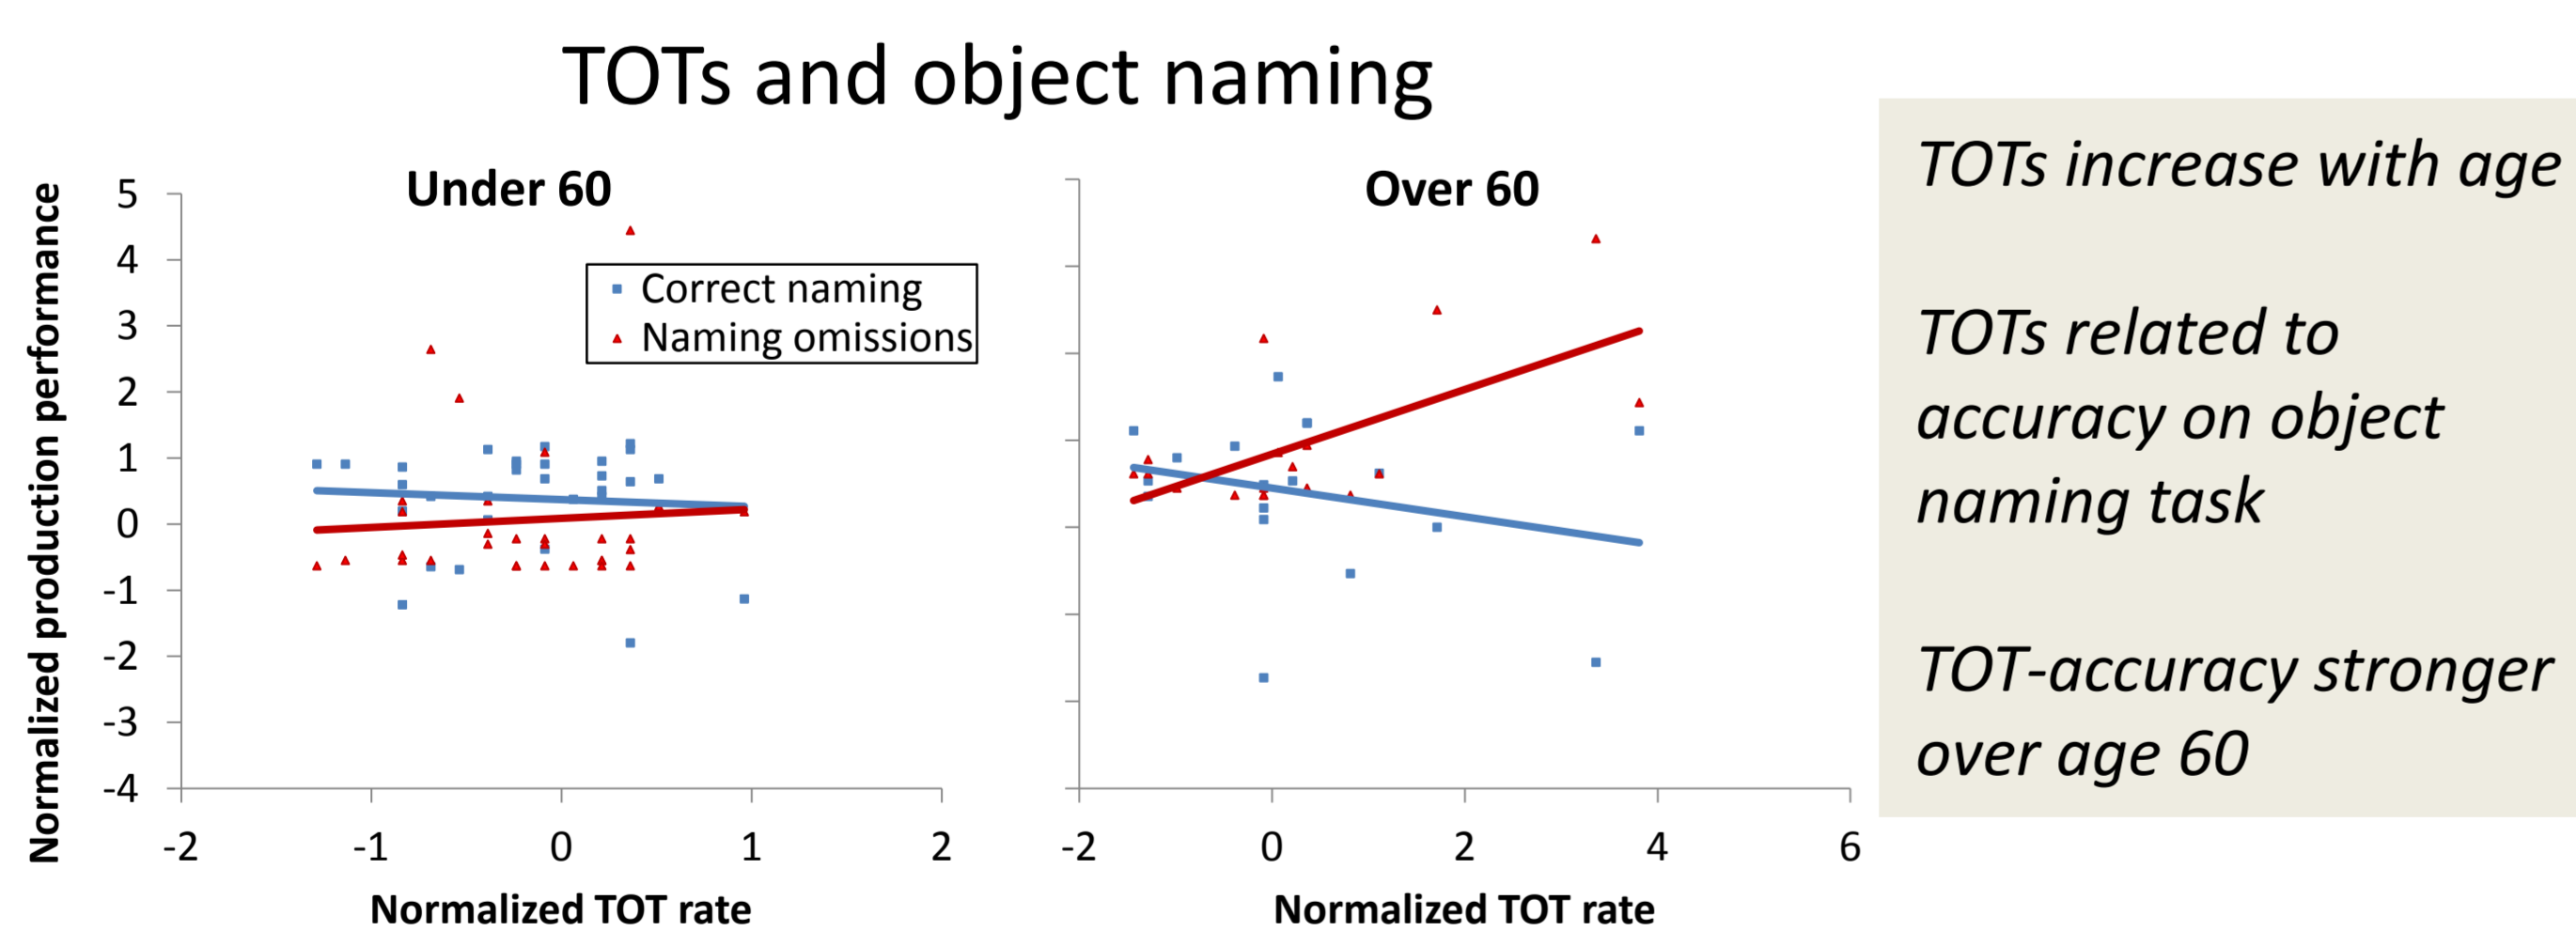 TOTs and object naming
Normalized production performance
Under 60
5
4
3
2
1
0
-1
-2
-3
-4
Correct naming
Naming omissions
-2
-1
0
1
2
Normalized TOT rate
Over 60
-2
0
2
4
6
Normalized TOT rate
TOTs increase with age
TOTs related to
accuracy on object
naming task
TOT-accuracy stronger
over age 60